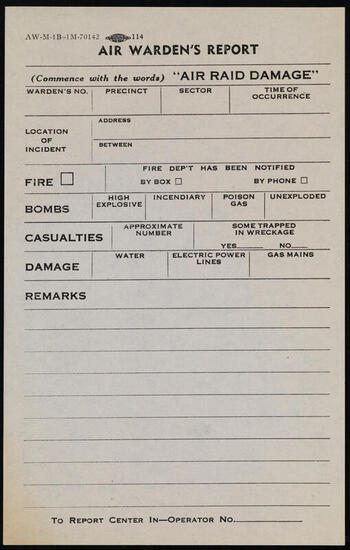 AW-M-1B-1M-70142 114
AIR WARDEN'S REPORT
(Commence with the words) "AIR RAID DAMAGE"
WARDEN'S NO. PRECINCT SECTOR TIME OF OCCURRENCE
LOCATION OF INCIDENT
ADDRESS
BETWEEN
FIRE
FIRE DEP'T HAS BEEN NOTIFIED
BY BOX BY PHONE
BOMBS
HIGH EXPLOSIVE INCENDIARY POISON GAS UNEXPLODED
CASUALTIES
APPROXIMATE NUMBER
SOME TRAPPED IN WRECKAGE
YES NO
DAMAGE
WATER ELECTRIC POWER LINES GAS MAINS
REMARKS
TO REPORT CENTER IN—OPERATOR NO.